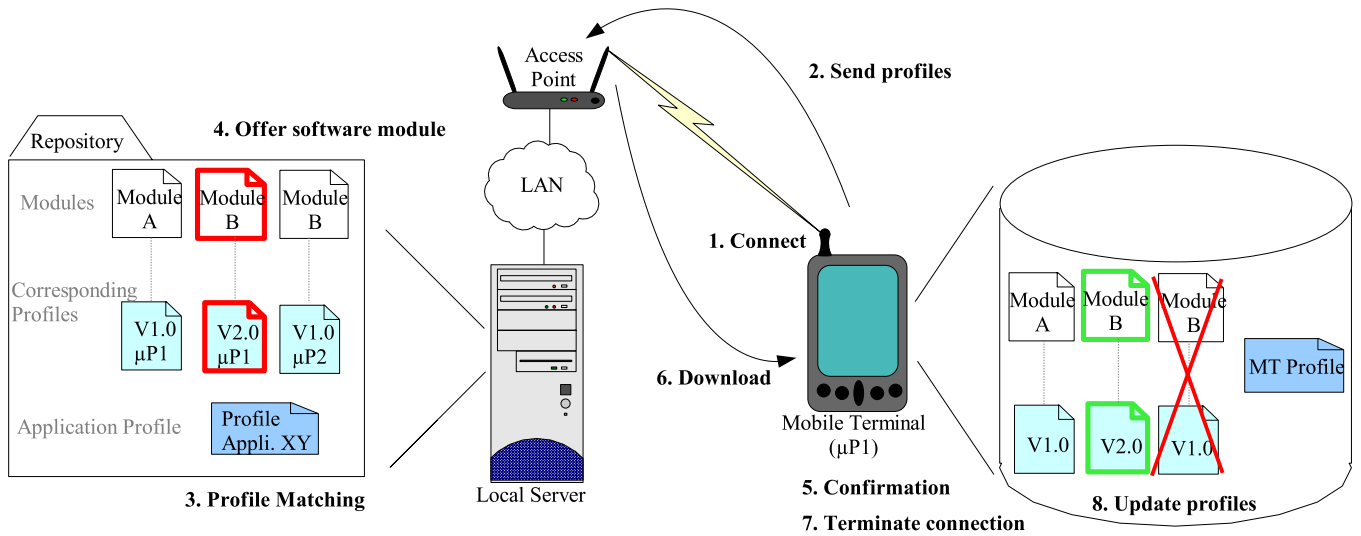 Access
Point
2. Send profiles
4. Offer software module
Repository
Modules
Module
A
Module
B
Module
B
LAN
1. Connect
Corresponding
Profiles
V1.0
µP1
V2.0
µP1
V1.0
µP2
Module
A
Module
B
Module
B
MT Profile
6. Download
Application Profile
Profile
Appli. XY
Mobile Terminal
(µP1)
V1.0
V2.0
V1.0
3. Profile Matching
Local Server
5. Confirmation
7. Terminate connection
8. Update profiles